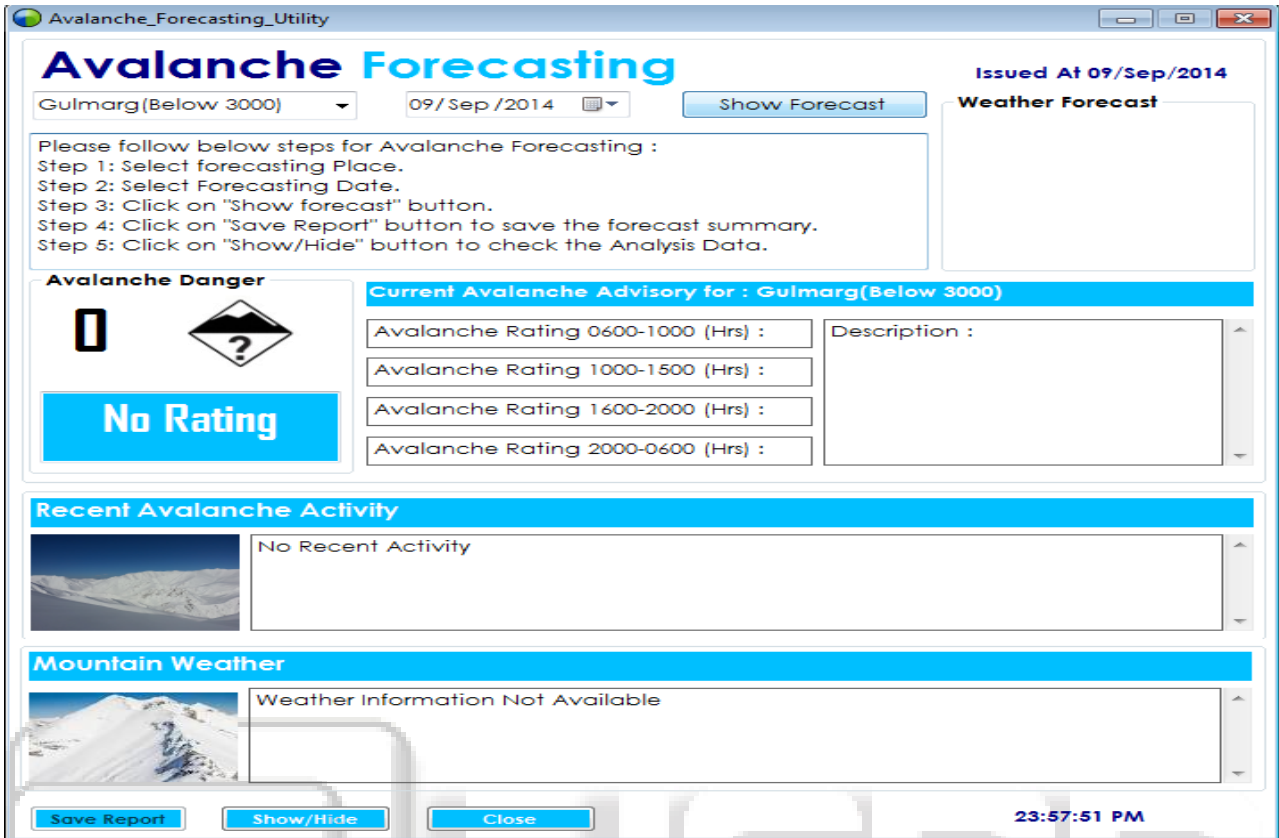 Avalanche_Forecasting_Utility
Avalanche Forecasting
Issued At 09/Sep/2014
Gulmarg(Below 3000)
09/Sep /2014
Show Forecast
Weather Forecast
Please follow below steps for Avalanche Forecasting :
Step 1: Select forecasting Place.
Step 2: Select Forecasting Date.
Step 3: Click on "Show forecast" button.
Step 4: Click on "Save Report" button to save the forecast summary.
Step 5: Click on "Show/Hide" button to check the Analysis Data.
Avalanche Danger
0
?
No Rating
Current Avalanche Advisory for : Gulmarg(Below 3000)
Avalanche Rating 0600-1000 (Hrs) :
Avalanche Rating 1000-1500 (Hrs) :
Avalanche Rating 1600-2000 (Hrs) :
Avalanche Rating 2000-0600 (Hrs) :
Description :
Recent Avalanche Activity
No Recent Activity
Mountain Weather
Weather Information Not Available
Save Report
Show/Hide
Close
23:57:51 PM